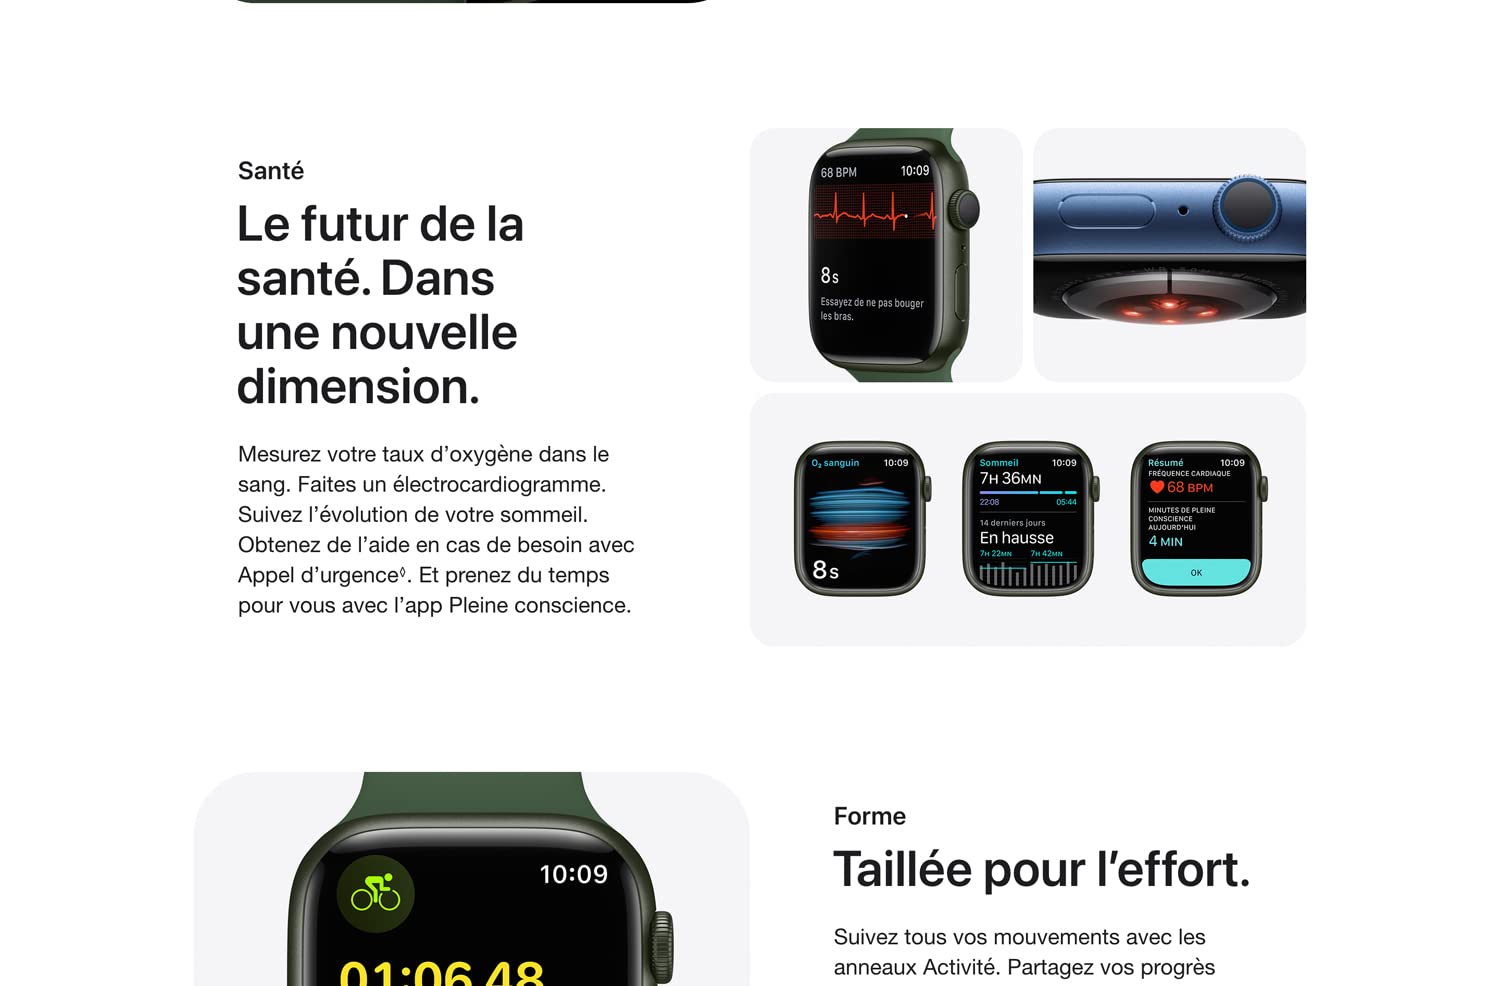 Santé
Le futur de la
santé. Dans
une nouvelle
dimension.
Mesurez votre taux d’oxygène dans le
sang. Faites un électrocardiogramme.
Suivez l’évolution de votre sommeil.
Obtenez de l’aide en cas de besoin avec
Appel d’urgence◊. Et prenez du temps
pour vous avec l’app Pleine conscience.
68 BPM 10:09
8s
Essayez de ne pas bouger
les bras.
O₂ sanguin 10:09
8s
Sommeil 10:09
7H 36MN
22:08 05:44
14 derniers jours
En hausse
7H 22MN 7H 42MN
Résumé 10:09
FRÉQUENCE CARDIAQUE
68 BPM
MINUTES DE PLEINE
CONSCIENCE
AUJOURD'HUI
4 MIN
OK
10:09
01:06.48
Forme
Taillée pour l’effort.
Suivez tous vos mouvements avec les
anneaux Activité. Partagez vos progrès